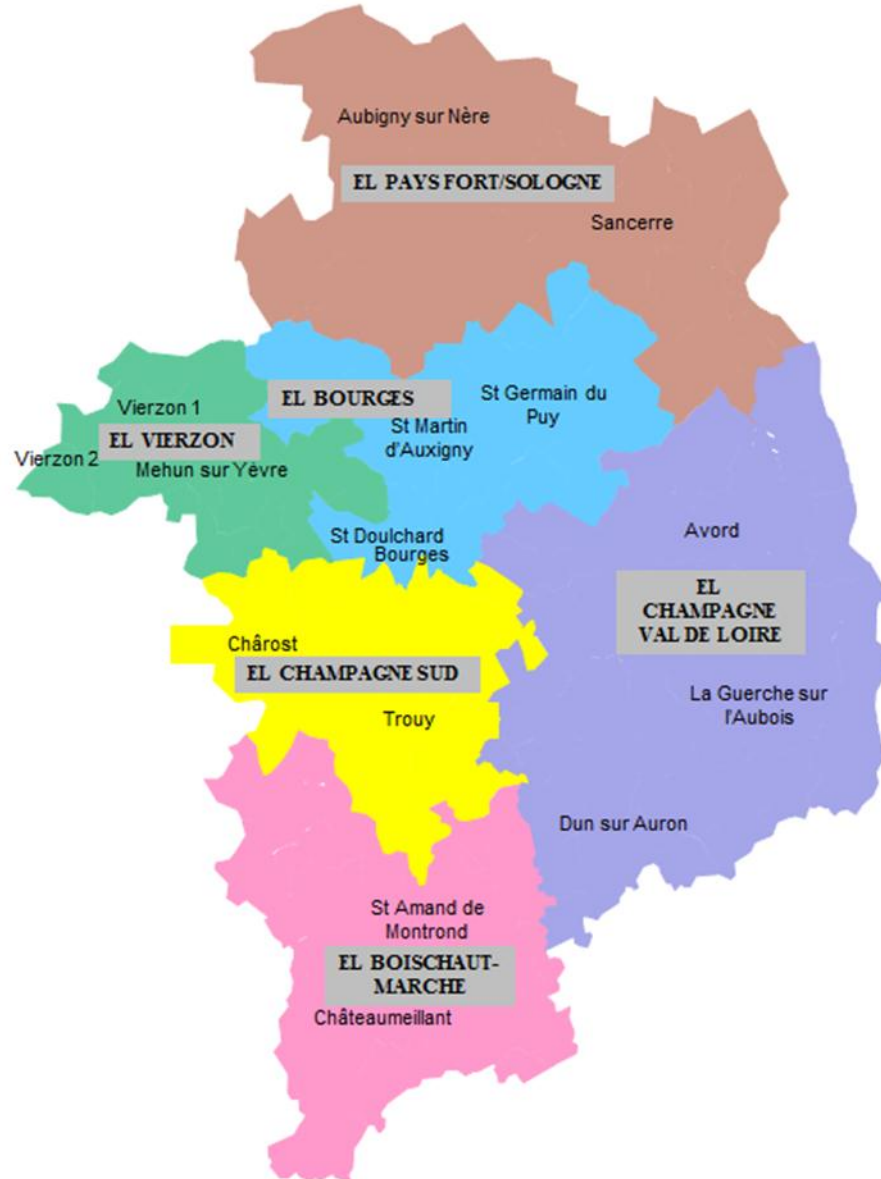 Aubigny sur Nère
EL PAYS FORT/SOLOGNE
Sancerre
EL BOURGES
St Germain du
Puy
St Martin
d'Auxigny
Vierzon 1
EL VIERZON
Vierzon 2
Mehun sur Yèvre
St Doulchard
Bourges
Avord
EL
CHAMPAGNE
VAL DE LOIRE
Chârost
EL CHAMPAGNE SUD
La Guerche sur
l'Aubois
Trouy
Dun sur Auron
St Amand de
Montrond
EL BOISCHAUT-
MARCHE
Châteaumeillant